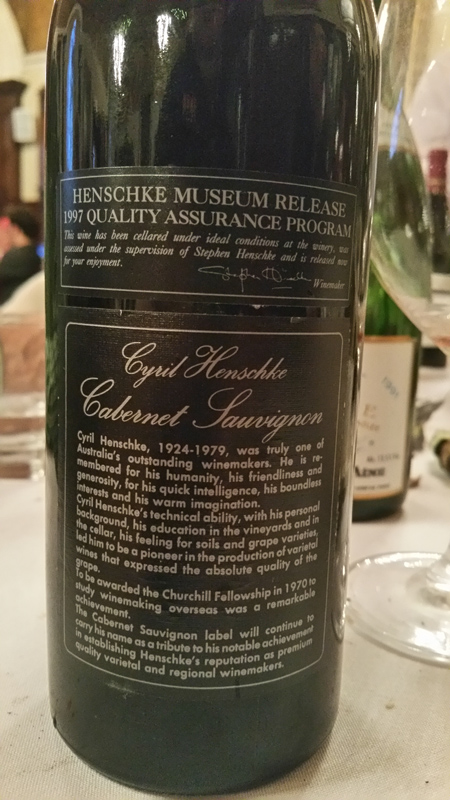 HENSCHKE MUSEUM RELEASE
1997 QUALITY ASSURANCE PROGRAM
This wine has been cellared under ideal conditions at the winery, was
assessed under the supervision of Stephen Henschke and is released now
for your enjoyment.
Winemaker
Cyril Henschke
Cabernet Sauvignon
Cyril Henschke, 1924-1979, was truly one of
Australia's outstanding winemakers. He is re-
membered for his humanity, his friendliness and
generosity, for his quick intelligence, his boundless
interests and his warm imagination.
Cyril Henschke's technical ability, with his personal
background, his education in the vineyards and in
the cellar, his feeling for soils and grape varieties,
led him to be a pioneer in the production of varietal
wines that expressed the absolute quality of the
grape.
To be awarded the Churchill Fellowship in 1970 to
study winemaking overseas was a remarkable
achievement.
The Cabernet Sauvignon label will continue to
carry his name as a tribute to his notable achievement
in establishing Henschke's reputation as premium
quality varietal and regional winemakers.